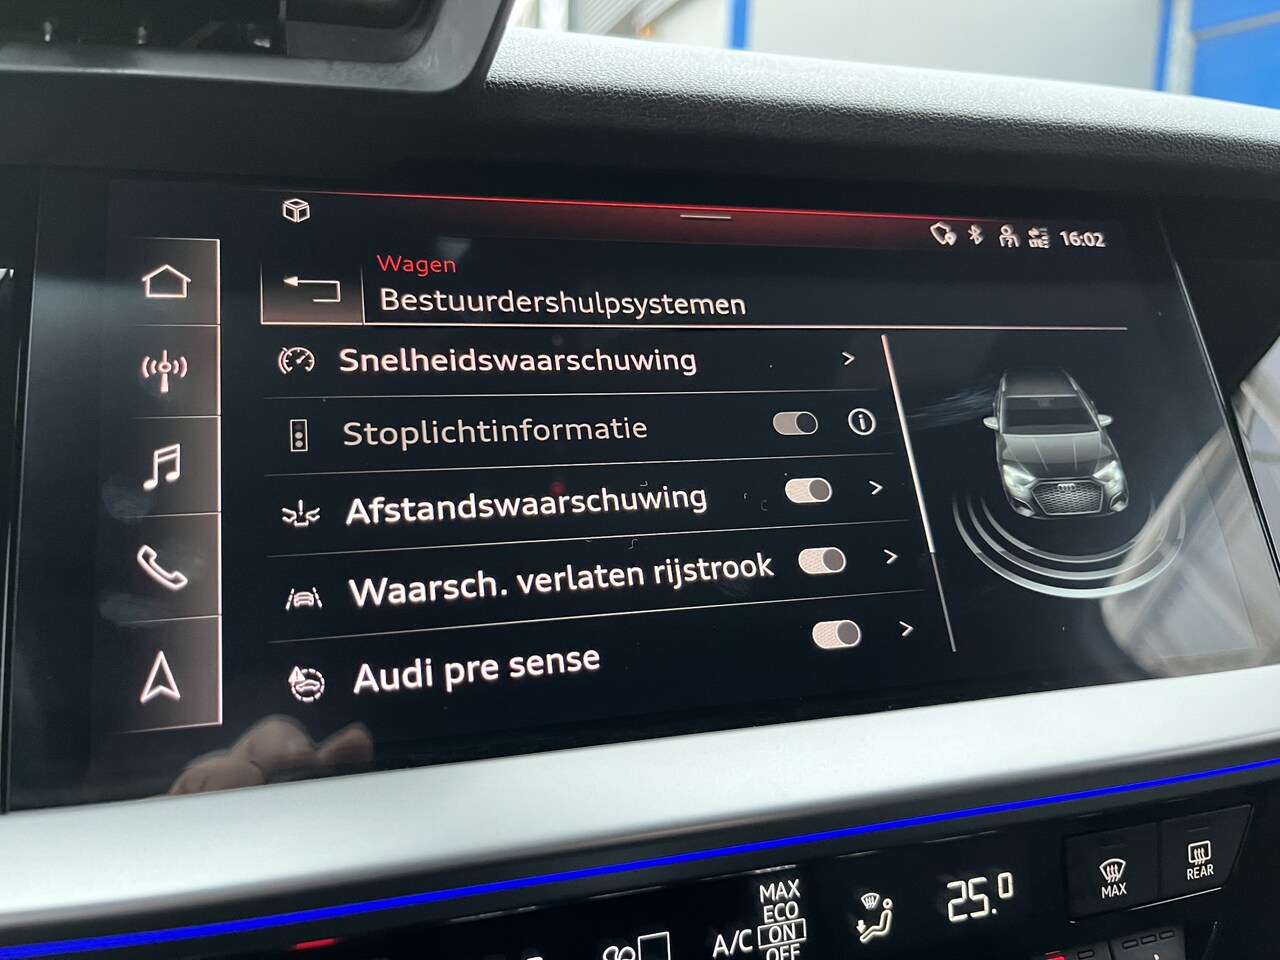 16:02
Wagen
Bestuurdershulpsystemen
Snelheidswaarschuwing
Stoplichtinformatie
Afstandswaarschuwing
Waarsch. verlaten rijstrook
Audi pre sense
MAX
ECO
A/C ON
OFF
25.0
MAX
REAR